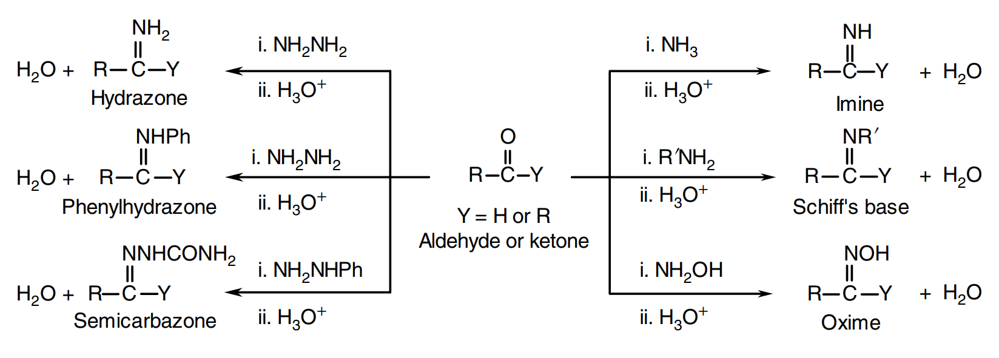 NH₂
H₂O + R—C—Y
Hydrazone
i. NH₂NH₂
ii. H₃O⁺
NHPh
H₂O + R—C—Y
Phenylhydrazone
i. NH₂NH₂
ii. H₃O⁺
NNHCONH₂
H₂O + R—C—Y
Semicarbazone
i. NH₂NHPh
ii. H₃O⁺
O
R—C—Y
Y = H or R
Aldehyde or ketone
i. NH₃
ii. H₃O⁺
NH
R—C—Y + H₂O
Imine
i. R′NH₂
ii. H₃O⁺
NR′
R—C—Y + H₂O
Schiff's base
i. NH₂OH
ii. H₃O⁺
NOH
R—C—Y + H₂O
Oxime